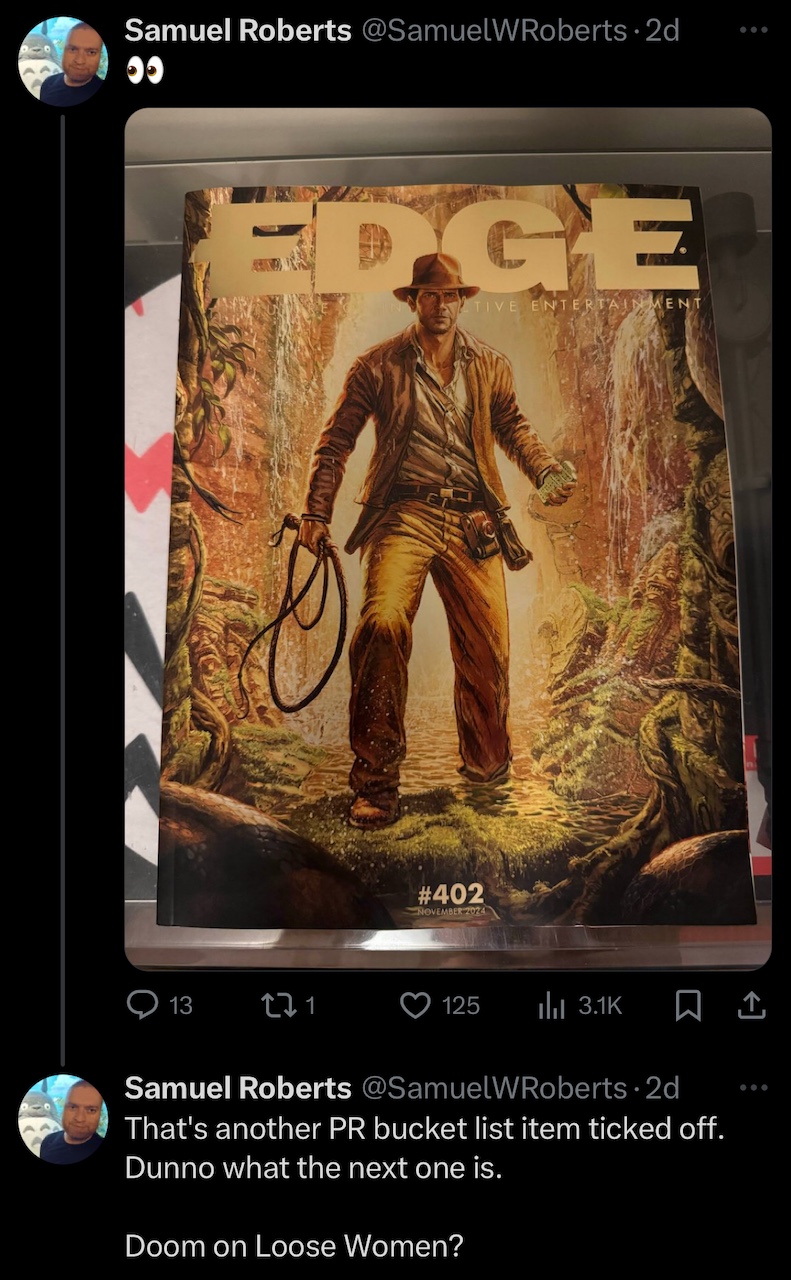 Samuel Roberts @SamuelWRoberts · 2d
👀
EDGE
TIVE ENTERTAINMENT
#402
NOVEMBER 2024
13 1 125 3.1K
Samuel Roberts @SamuelWRoberts · 2d
That's another PR bucket list item ticked off.
Dunno what the next one is.
Doom on Loose Women?